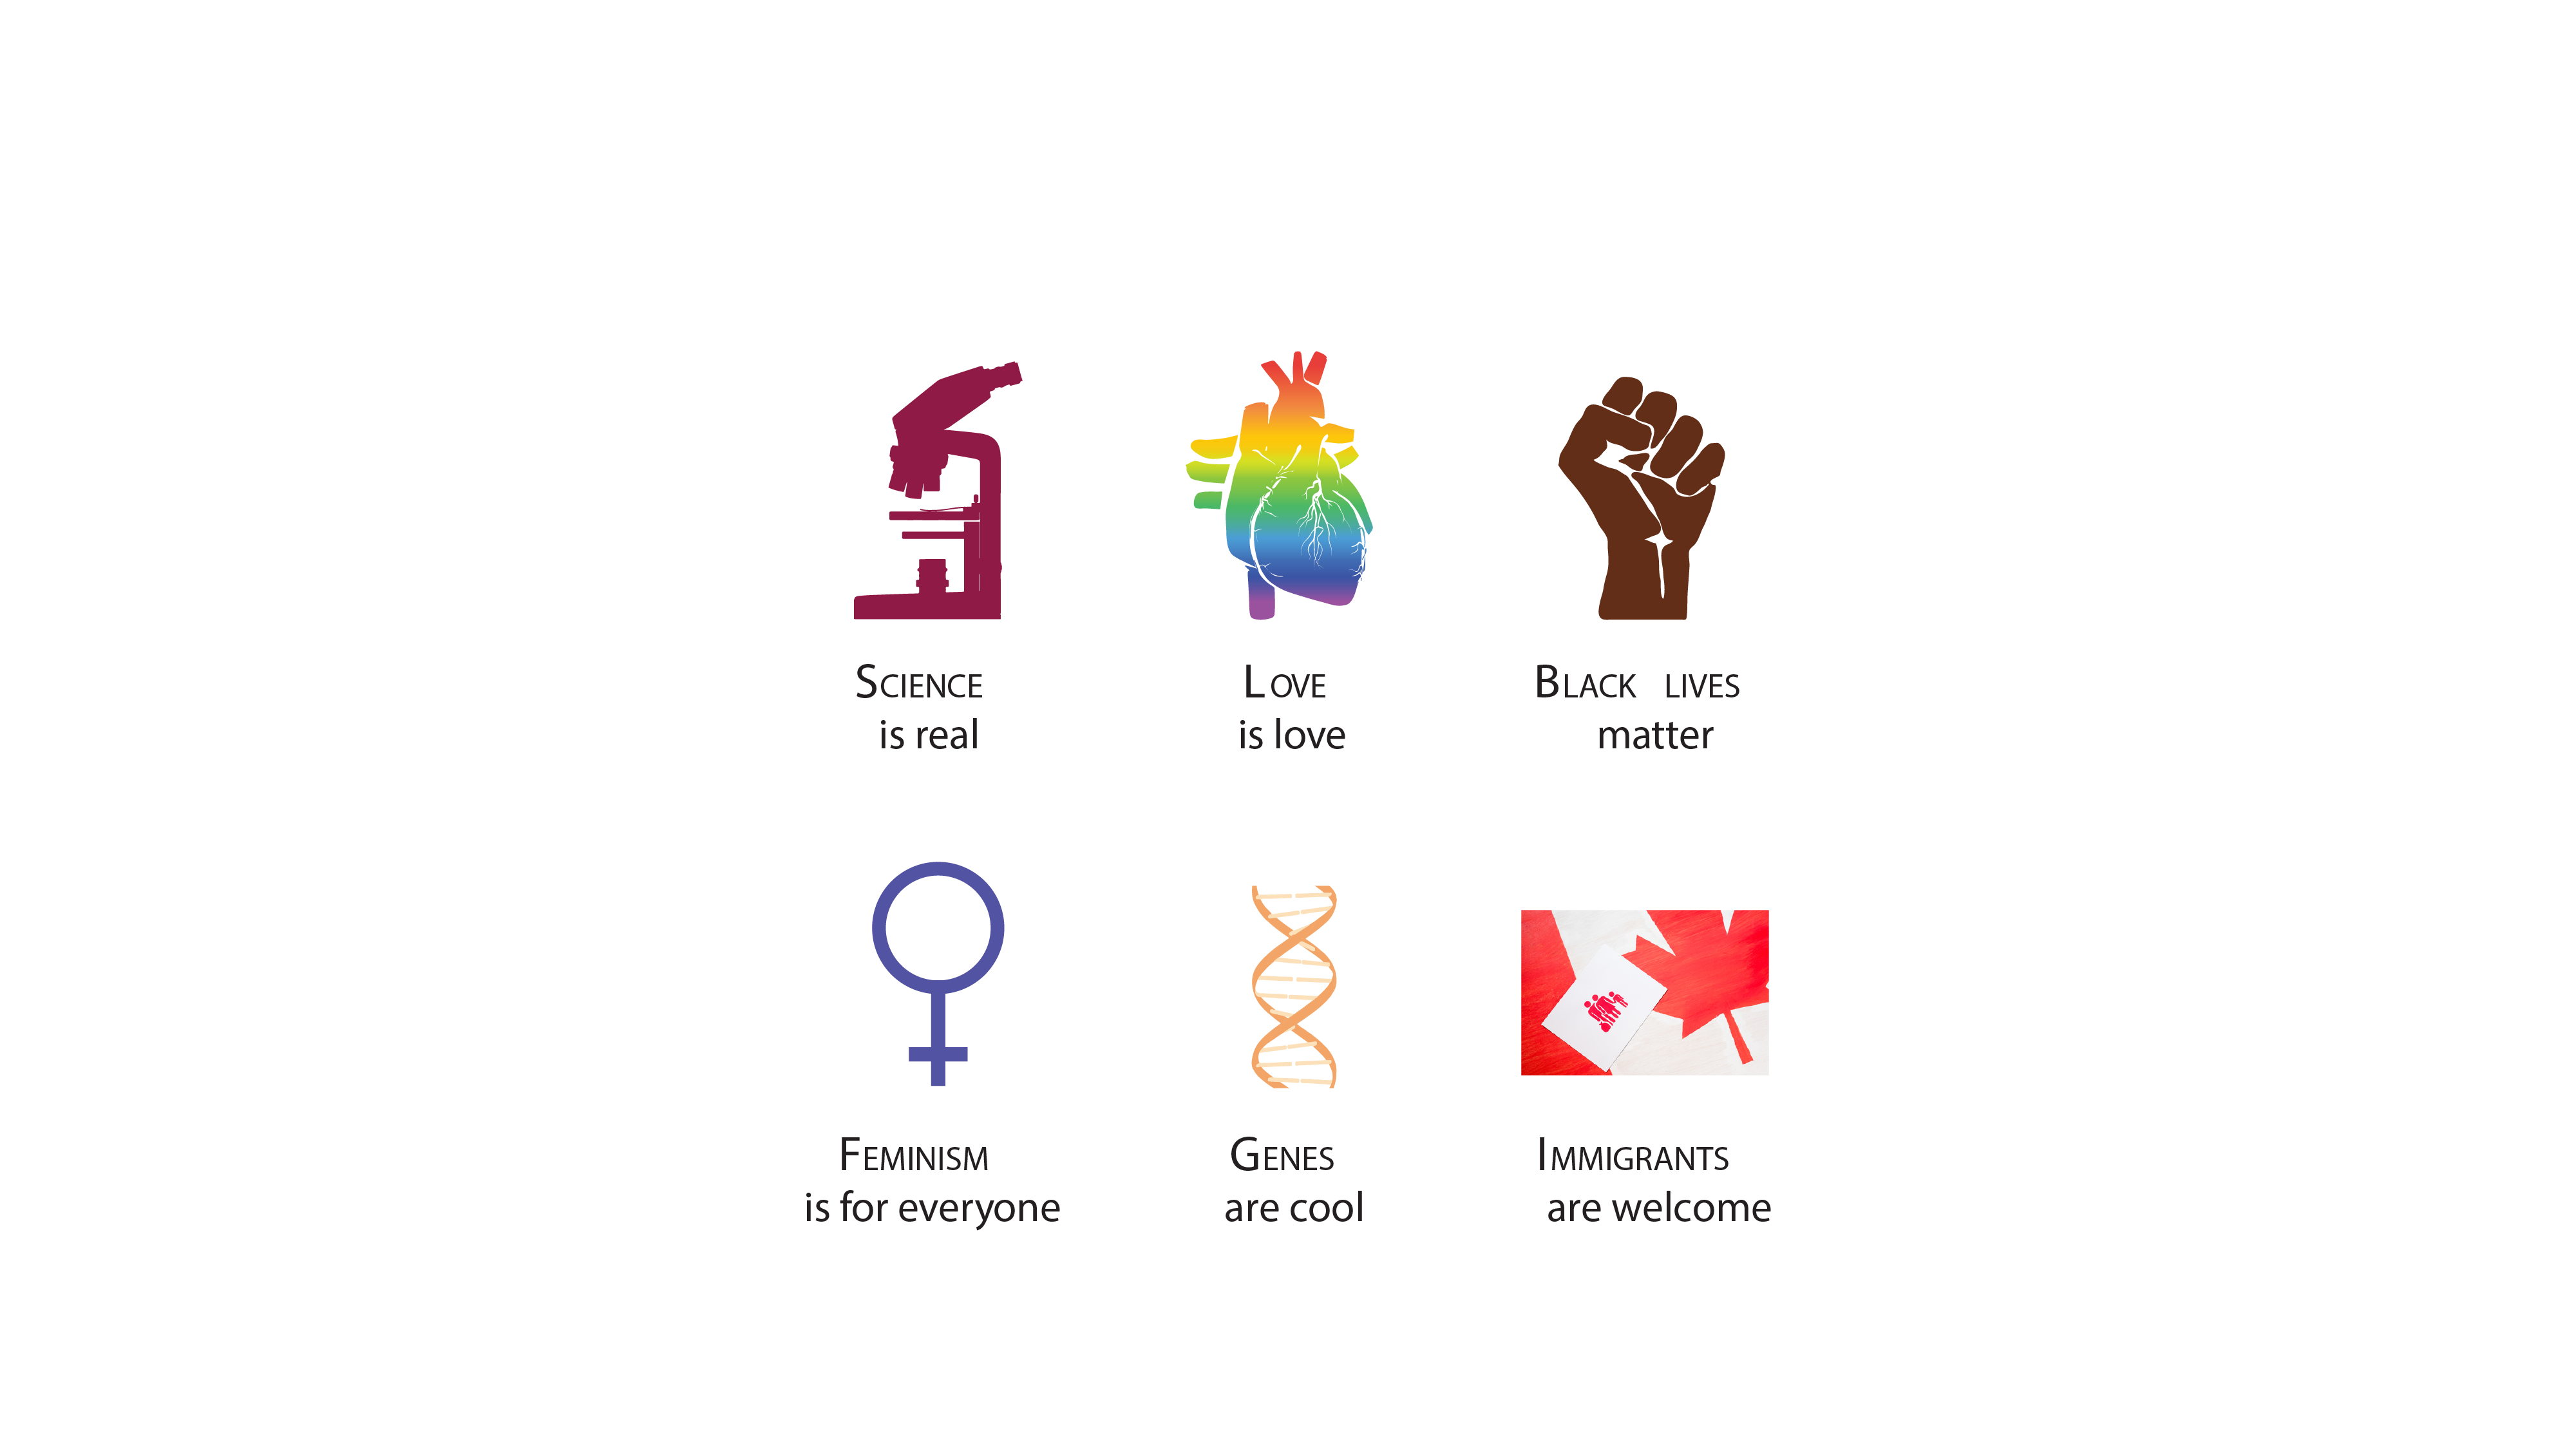 Science
is real
Love
is love
Black lives
matter
Feminism
is for everyone
Genes
are cool
Immigrants
are welcome